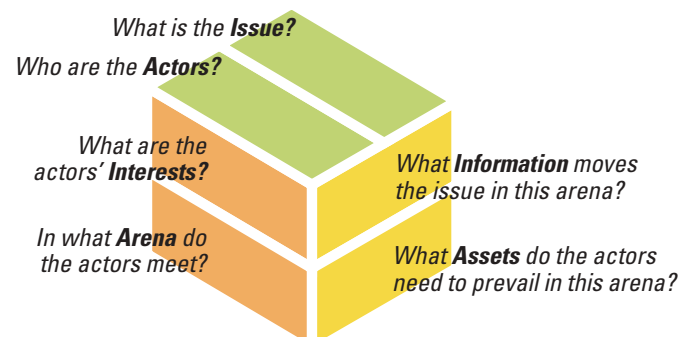 What is the Issue?
Who are the Actors?
What are the
actors’ Interests?
In what Arena do
the actors meet?
What Information moves
the issue in this arena?
What Assets do the actors
need to prevail in this arena?